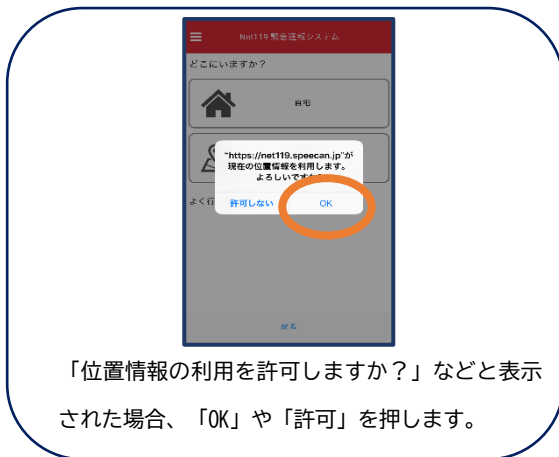 Net119 緊急通報システム
どこにいますか？
自宅
"https://net119.speecan.jp"が
現在の位置情報を利用します。
よろしいですか
よく行
許可しない
OK
戻る
「位置情報の利用を許可しますか？」などと表示
された場合、「OK」や「許可」を押します。